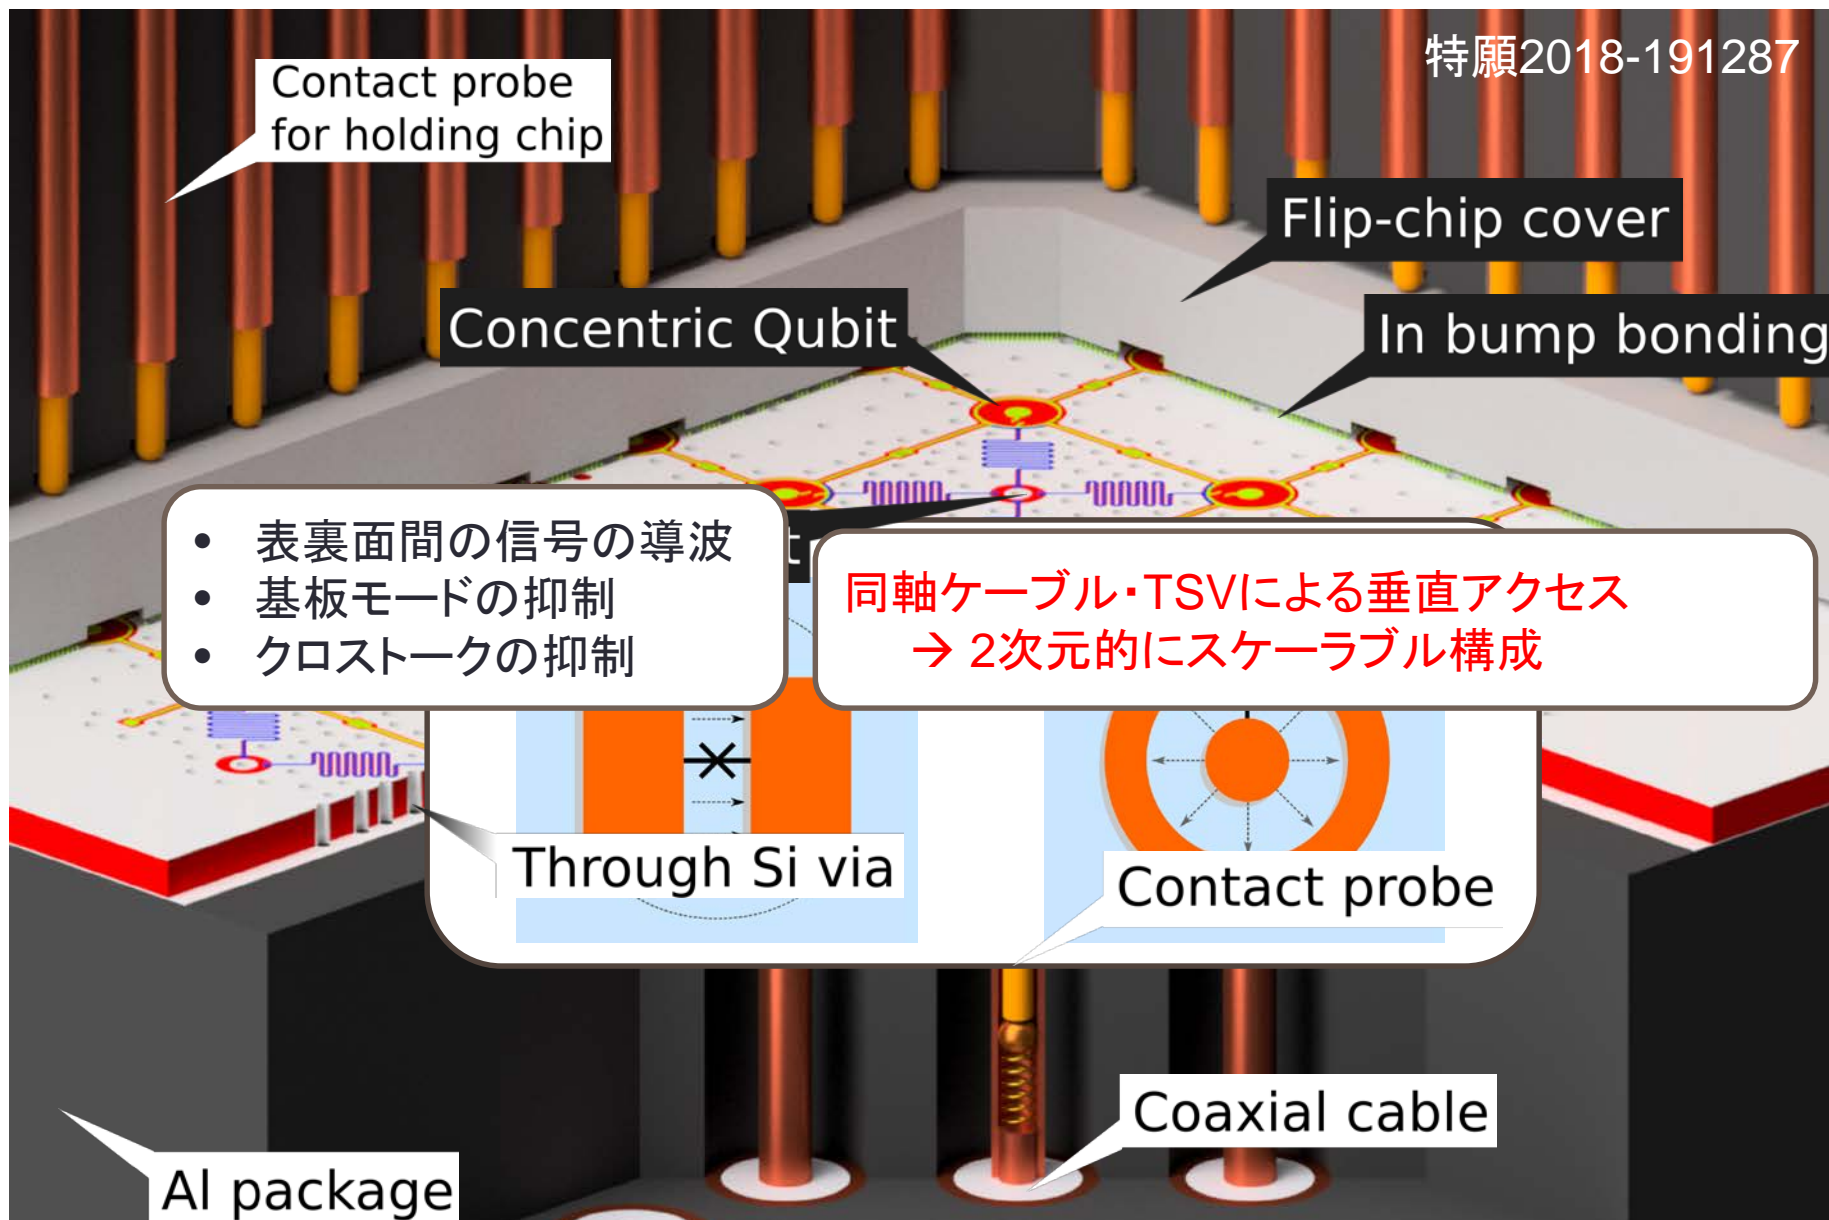 特願2018-191287
Contact probe
for holding chip
Flip-chip cover
Concentric Qubit
In bump bonding
• 表裏面間の信号の導波
• 基板モードの抑制
• クロストークの抑制
同軸ケーブル・TSVによる垂直アクセス
→ 2次元的にスケーラブル構成
Through Si via
Contact probe
Coaxial cable
Al package